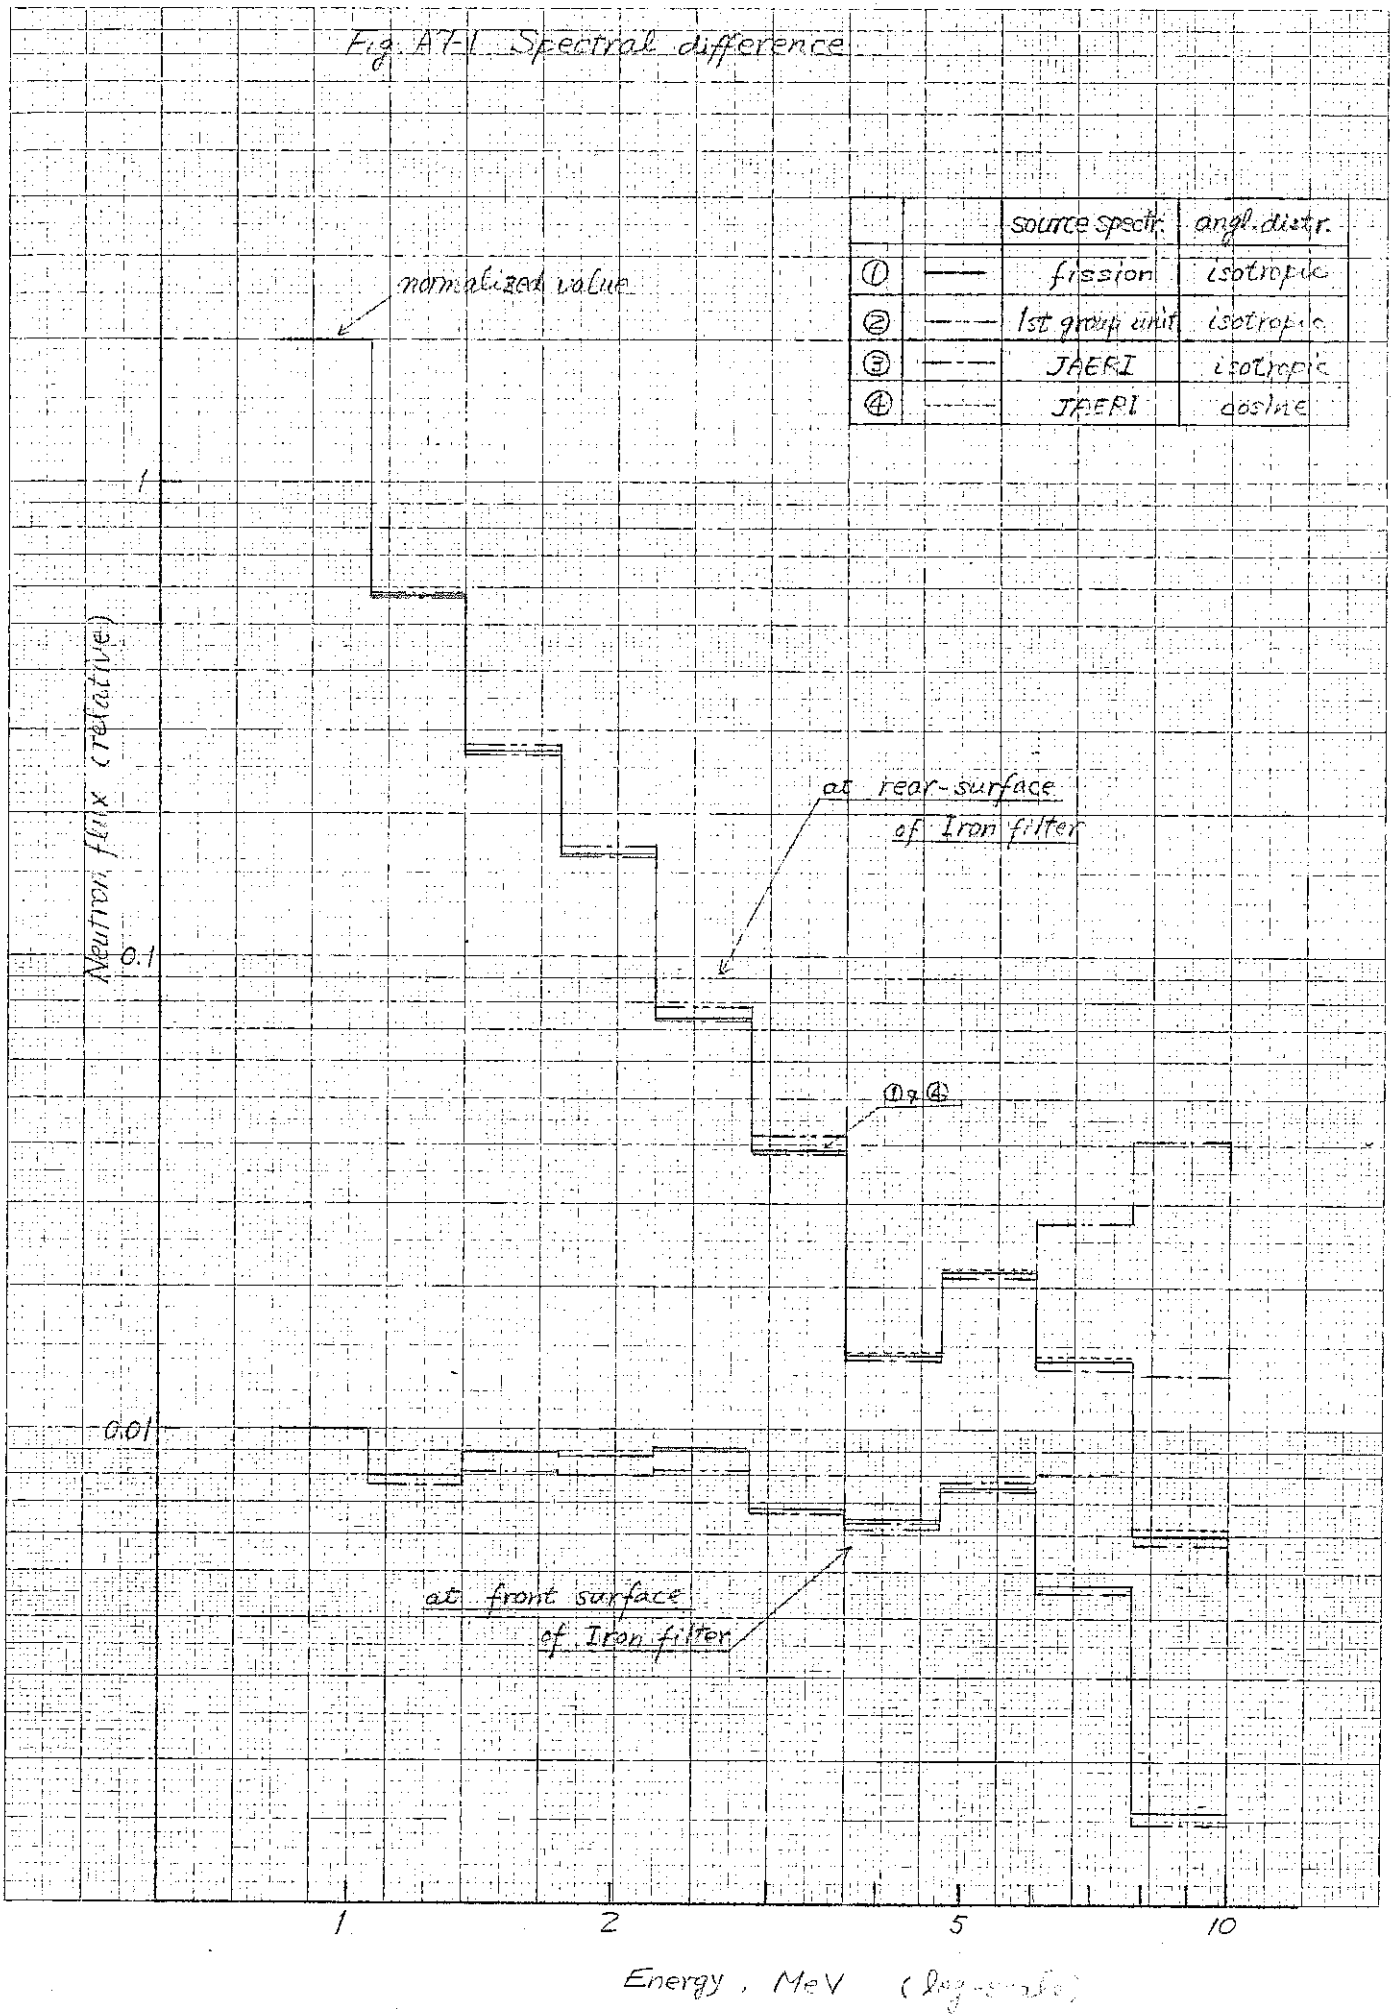 Fig. A7-1 Spectral difference
source spectr. angl. distr.
① fission isotropic
② 1st group unit isotropic
③ JAERI isotropic
④ JAERI cosine
normalized value
1
Neutron flux (relative)
at rear-surface
of Iron filter
0.1
① & ④
0.01
at front surface
of Iron filter
1 2 5 10
Energy, MeV (log-scale)